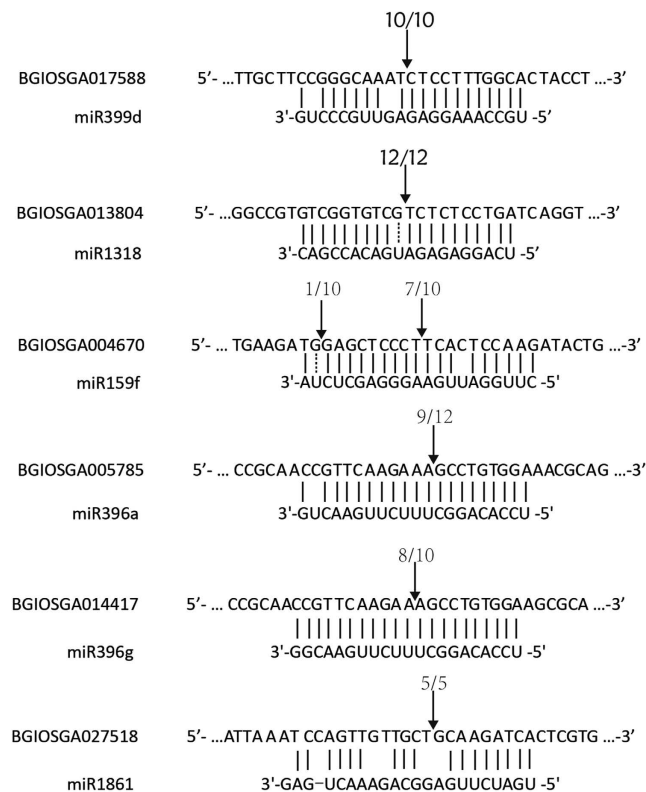 10/10
BGIOSGA017588 5’- ...TTGCTTCCGGGCAAATCTCCTTTGGCACTACCT ...-3’
miR399d 3'-GUCCCGUUGAGAGGAAACCGU -5’
12/12
BGIOSGA013804 5’- ...GGCCGTGTCGGTGTCGTCTCTCCTGATCAGGT ...-3’
miR1318 3'-CAGCCACAGUAGAGAGGACU -5’
1/10 7/10
BGIOSGA004670 5’- ... TGAAGATGGAGCTCCCTTCACTCCAAGATACTG ...-3’
miR159f 3'-AUCUCGAGGGAAGUUAGGUUC -5'
9/12
BGIOSGA005785 5’- ... CCGCAACCGTTCAAGAAAGCCTGTGGAAACGCAG ...-3’
miR396a 3'-GUCAAGUUCUUUCGGACACCU -5'
8/10
BGIOSGA014417 5’- ... CCGCAACCGTTCAAGAAAGCCTGTGGAAGCGCA ...-3’
miR396g 3'-GGCAAGUUCUUUCGGACACCU -5'
5/5
BGIOSGA027518 5’- ...ATTAAATCCAGTTGTTGCTGCAAGATCACTCGTG ...-3’
miR1861 3'-GAG-UCAAAGACGGAGUUCUAGU -5'